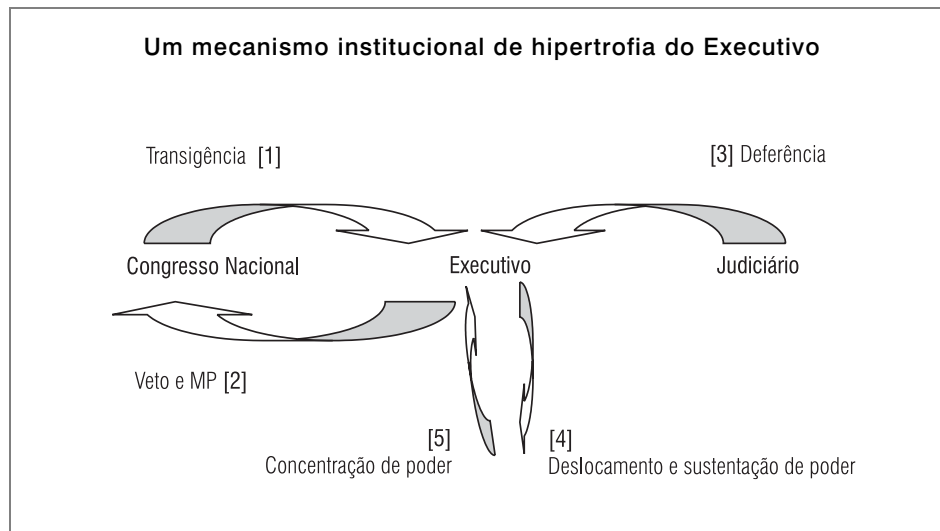 Um mecanismo institucional de hipertrofia do Executivo
Transigência [1]
[3] Deferência
Congresso Nacional
Executivo
Judiciário
Veto e MP [2]
[5]
Concentração de poder
[4]
Deslocamento e sustentação de poder